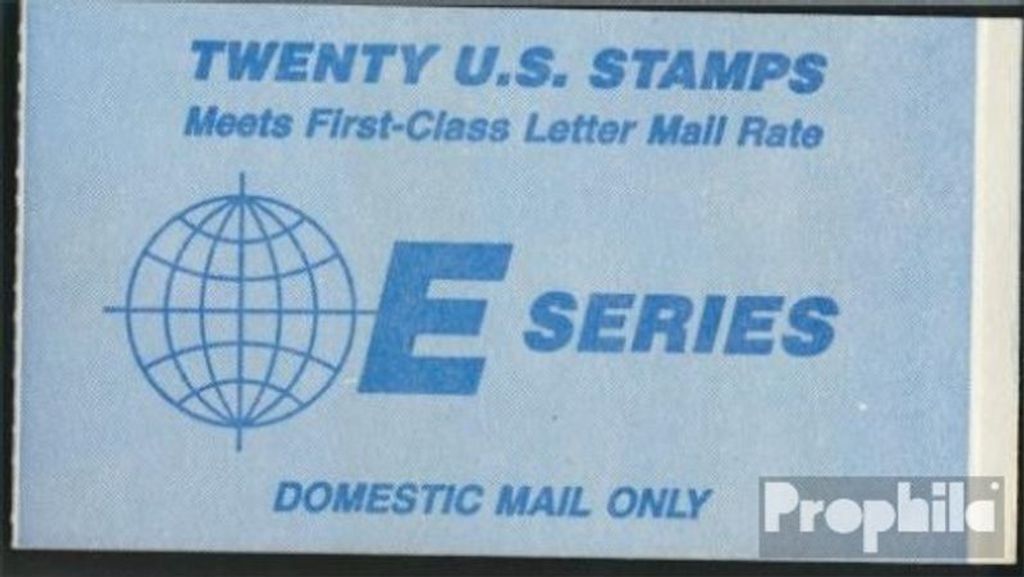 TWENTY U.S. STAMPS
Meets First-Class Letter Mail Rate
E SERIES
DOMESTIC MAIL ONLY
Prophila